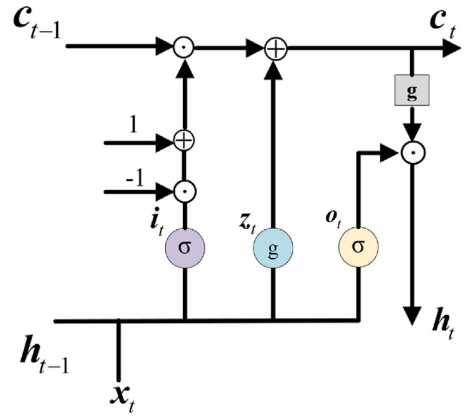 c_{t-1}
c_t
g
1
-1
i_t
z_t
o_t
σ
g
σ
h_{t-1}
h_t
x_t